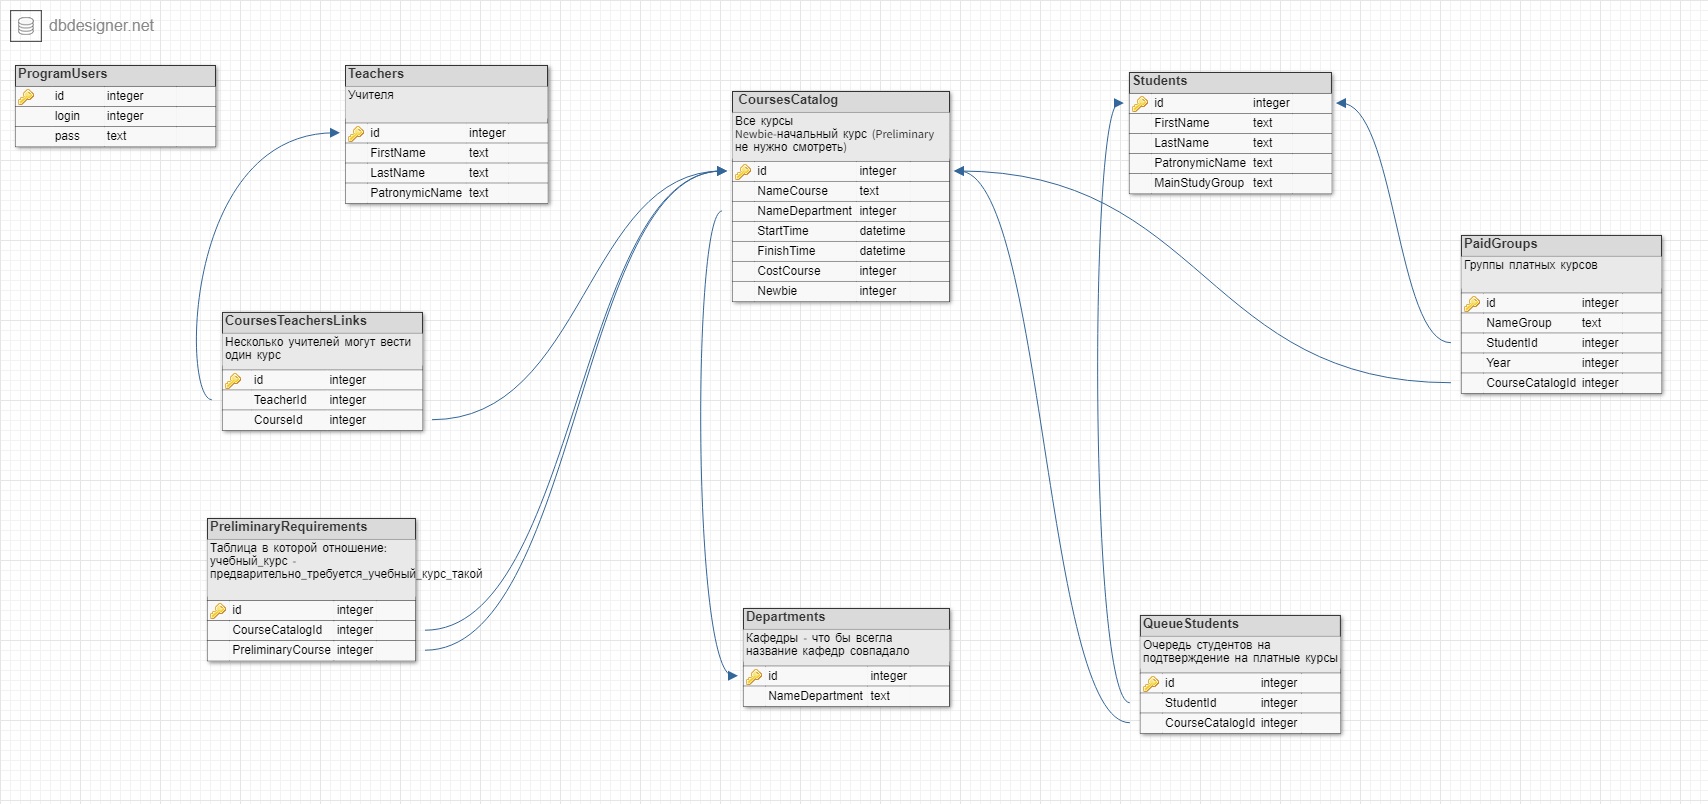 dbdesigner.net
ProgramUsers
id integer
login integer
pass text
Teachers
Учителя
id integer
FirstName text
LastName text
PatronymicName text
CoursesCatalog
Все курсы
Newbie-начальный курс (Preliminary
не нужно смотреть)
id integer
NameCourse text
NameDepartment integer
StartTime datetime
FinishTime datetime
CostCourse integer
Newbie integer
Students
id integer
FirstName text
LastName text
PatronymicName text
MainStudyGroup text
PaidGroups
Группы платных курсов
id integer
NameGroup text
StudentId integer
Year integer
CourseCatalogId integer
CoursesTeachersLinks
Несколько учителей могут вести
один курс
id integer
TeacherId integer
CourseId integer
PreliminaryRequirements
Таблица в которой отношение:
учебный_курс -
предварительно_требуется_учебный_курс_такой
id integer
CourseCatalogId integer
PreliminaryCourse integer
Departments
Кафедры - что бы всегла
название кафедр совпадало
id integer
NameDepartment text
QueueStudents
Очередь студентов на
подтверждение на платные курсы
id integer
StudentId integer
CourseCatalogId integer